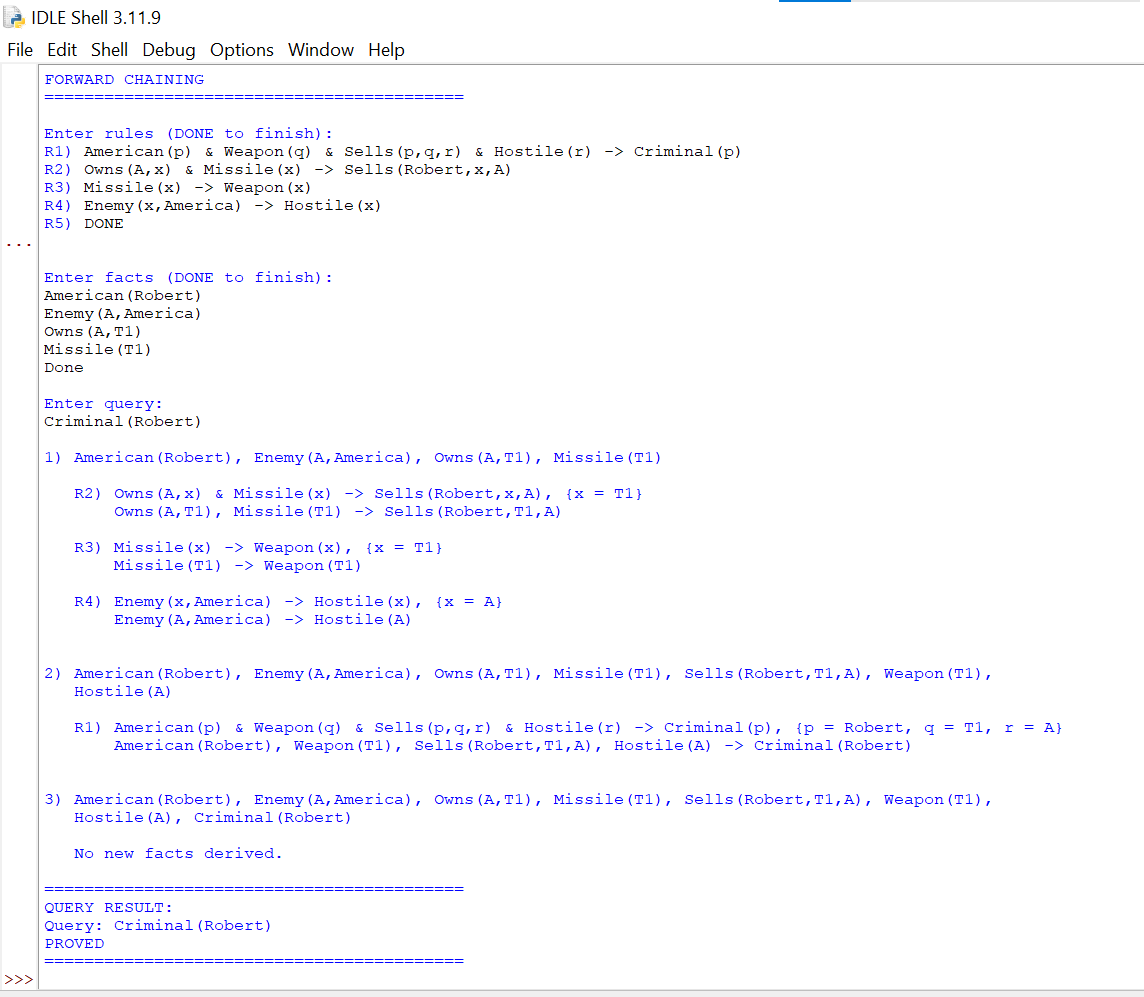 IDLE Shell 3.11.9
File Edit Shell Debug Options Window Help
FORWARD CHAINING
==========================================
Enter rules (DONE to finish):
R1) American(p) & Weapon(q) & Sells(p,q,r) & Hostile(r) -> Criminal(p)
R2) Owns(A,x) & Missile(x) -> Sells(Robert,x,A)
R3) Missile(x) -> Weapon(x)
R4) Enemy(x,America) -> Hostile(x)
R5) DONE
...
Enter facts (DONE to finish):
American(Robert)
Enemy(A,America)
Owns(A,T1)
Missile(T1)
Done
Enter query:
Criminal(Robert)
1) American(Robert), Enemy(A,America), Owns(A,T1), Missile(T1)
R2) Owns(A,x) & Missile(x) -> Sells(Robert,x,A), {x = T1}
Owns(A,T1), Missile(T1) -> Sells(Robert,T1,A)
R3) Missile(x) -> Weapon(x), {x = T1}
Missile(T1) -> Weapon(T1)
R4) Enemy(x,America) -> Hostile(x), {x = A}
Enemy(A,America) -> Hostile(A)
2) American(Robert), Enemy(A,America), Owns(A,T1), Missile(T1), Sells(Robert,T1,A), Weapon(T1),
Hostile(A)
R1) American(p) & Weapon(q) & Sells(p,q,r) & Hostile(r) -> Criminal(p), {p = Robert, q = T1, r = A}
American(Robert), Weapon(T1), Sells(Robert,T1,A), Hostile(A) -> Criminal(Robert)
3) American(Robert), Enemy(A,America), Owns(A,T1), Missile(T1), Sells(Robert,T1,A), Weapon(T1),
Hostile(A), Criminal(Robert)
No new facts derived.
==========================================
QUERY RESULT:
Query: Criminal(Robert)
PROVED
==========================================
>>>